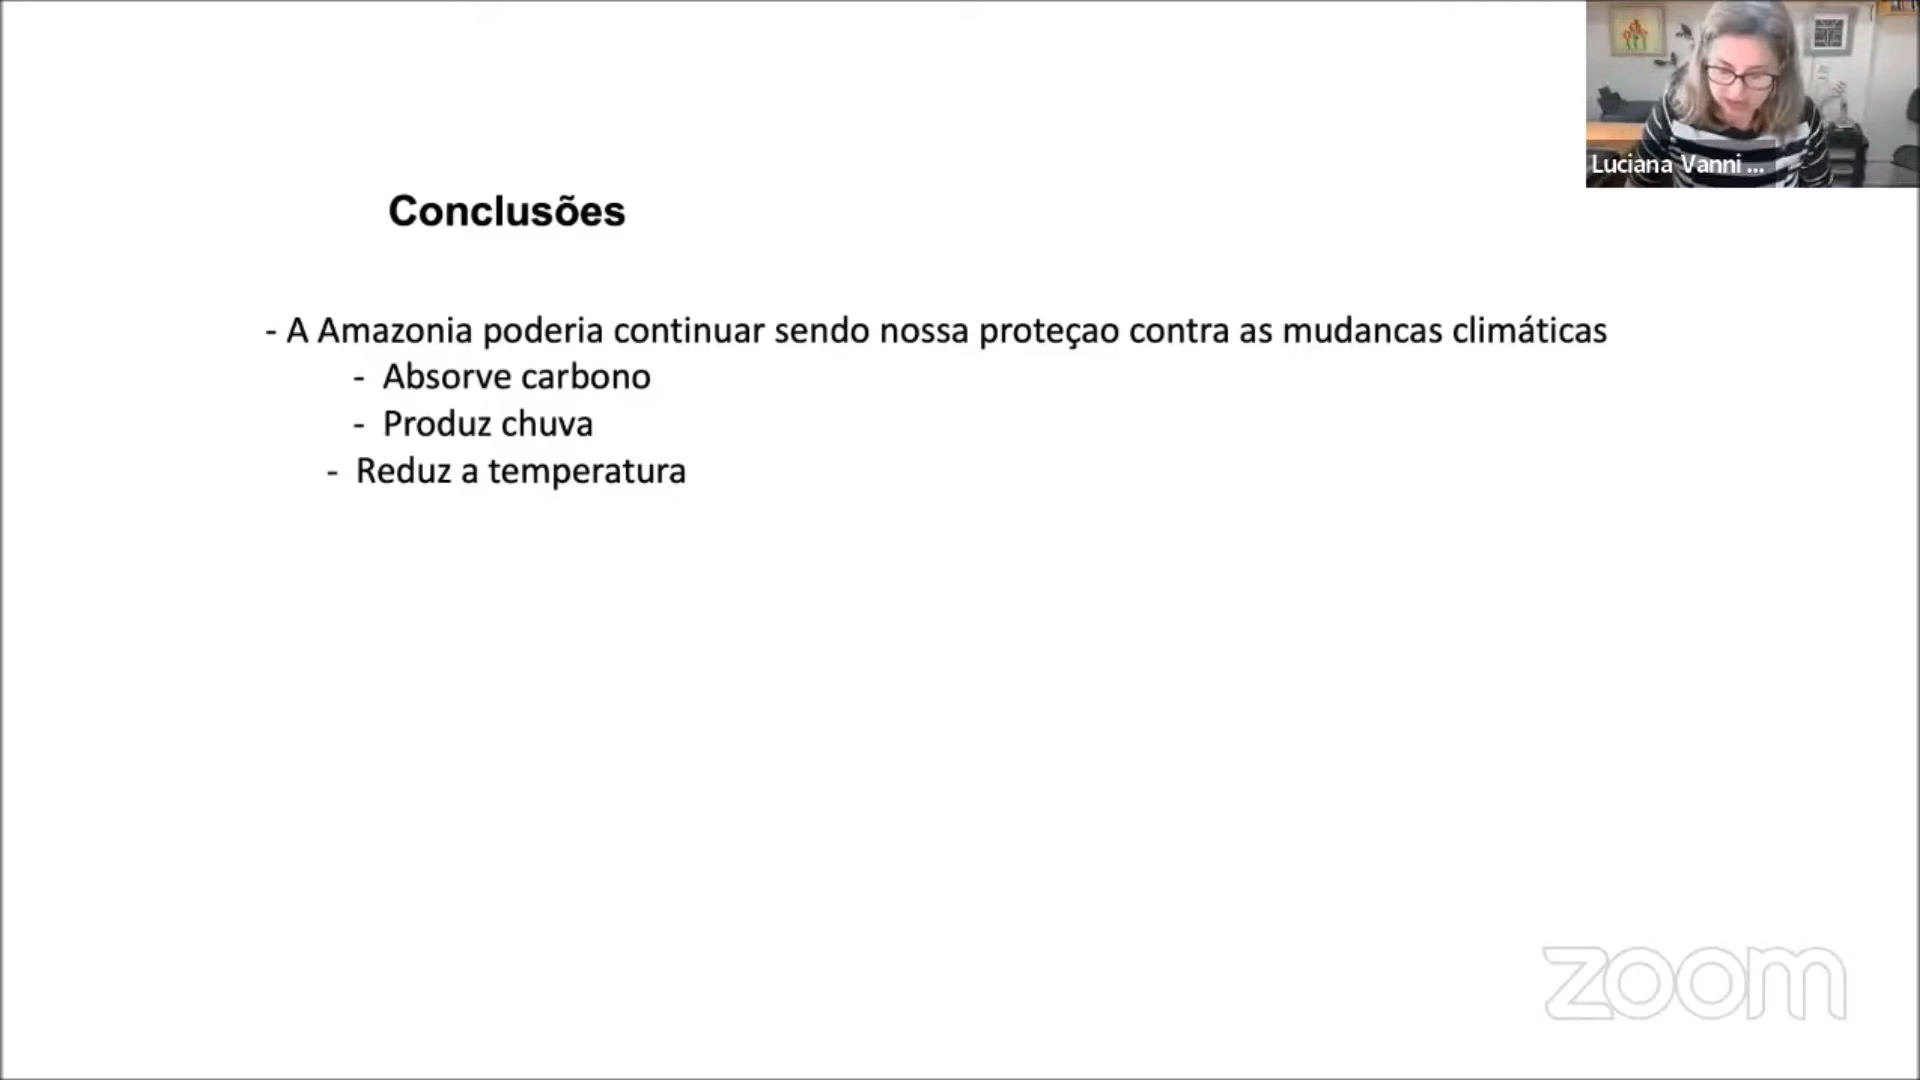 Luciana Vanni ...
Conclusões
- A Amazonia poderia continuar sendo nossa proteçao contra as mudancas climáticas
- Absorve carbono
- Produz chuva
- Reduz a temperatura
zoom